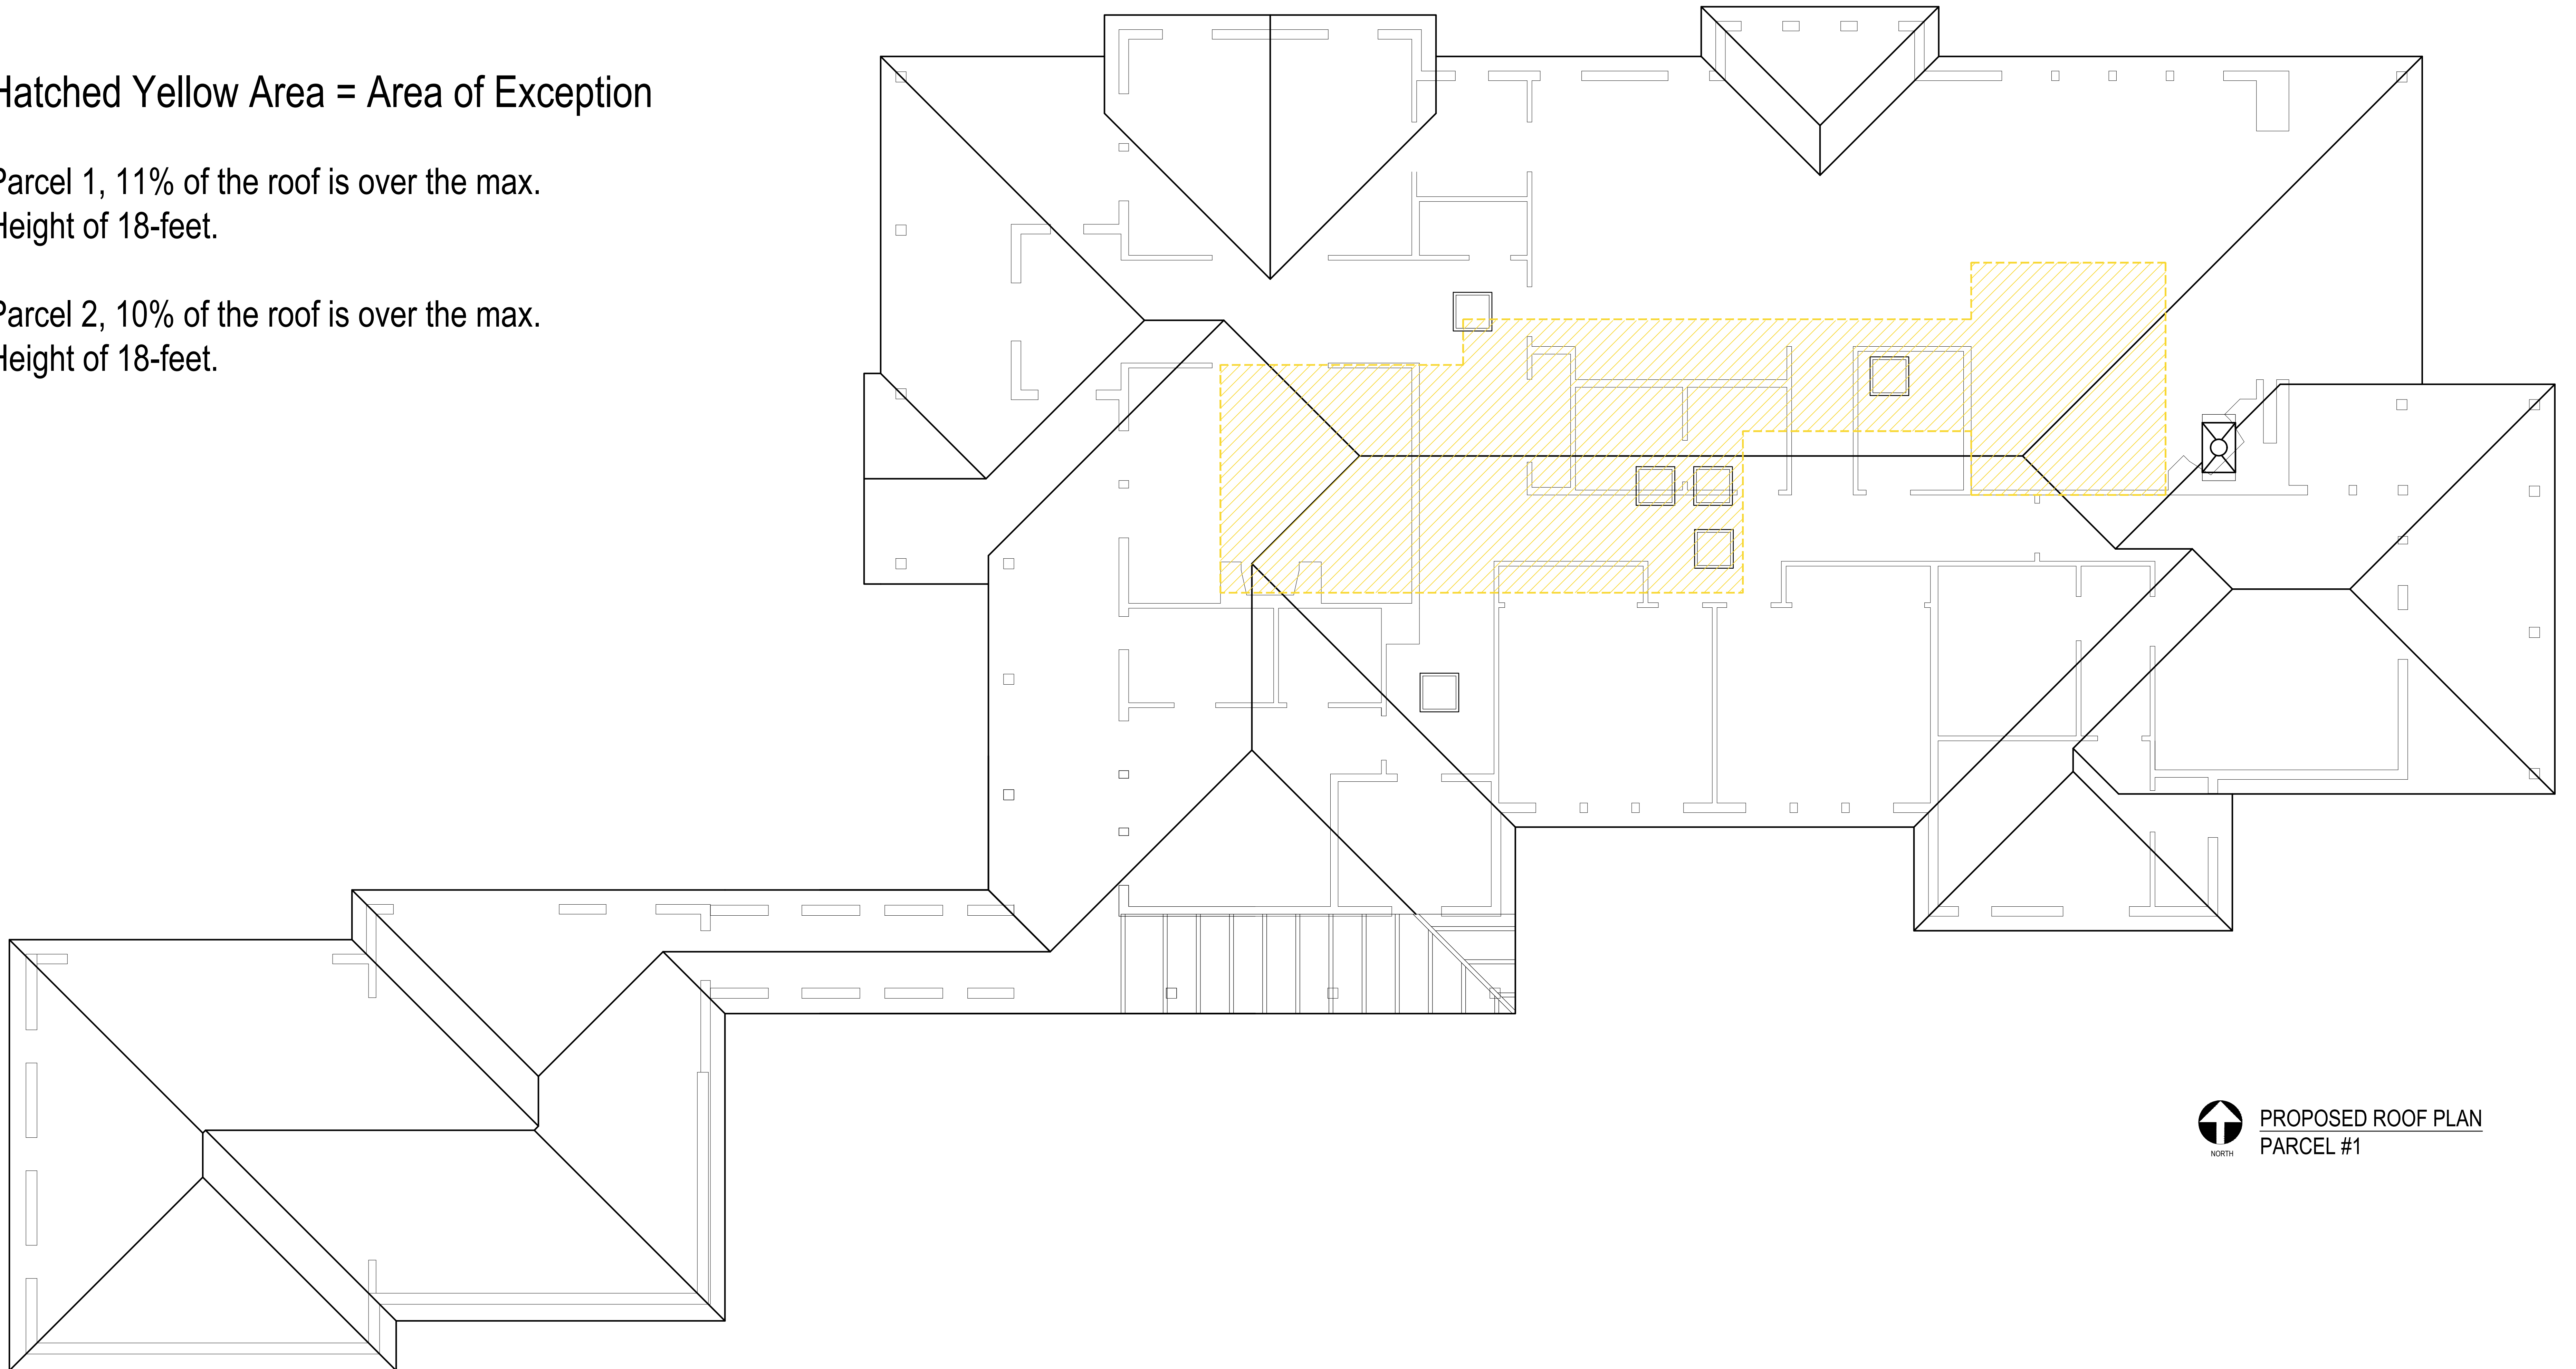 Hatched Yellow Area = Area of Exception
Parcel 1, 11% of the roof is over the max.
Height of 18-feet.
Parcel 2, 10% of the roof is over the max.
Height of 18-feet.
PROPOSED ROOF PLAN
PARCEL #1
NORTH